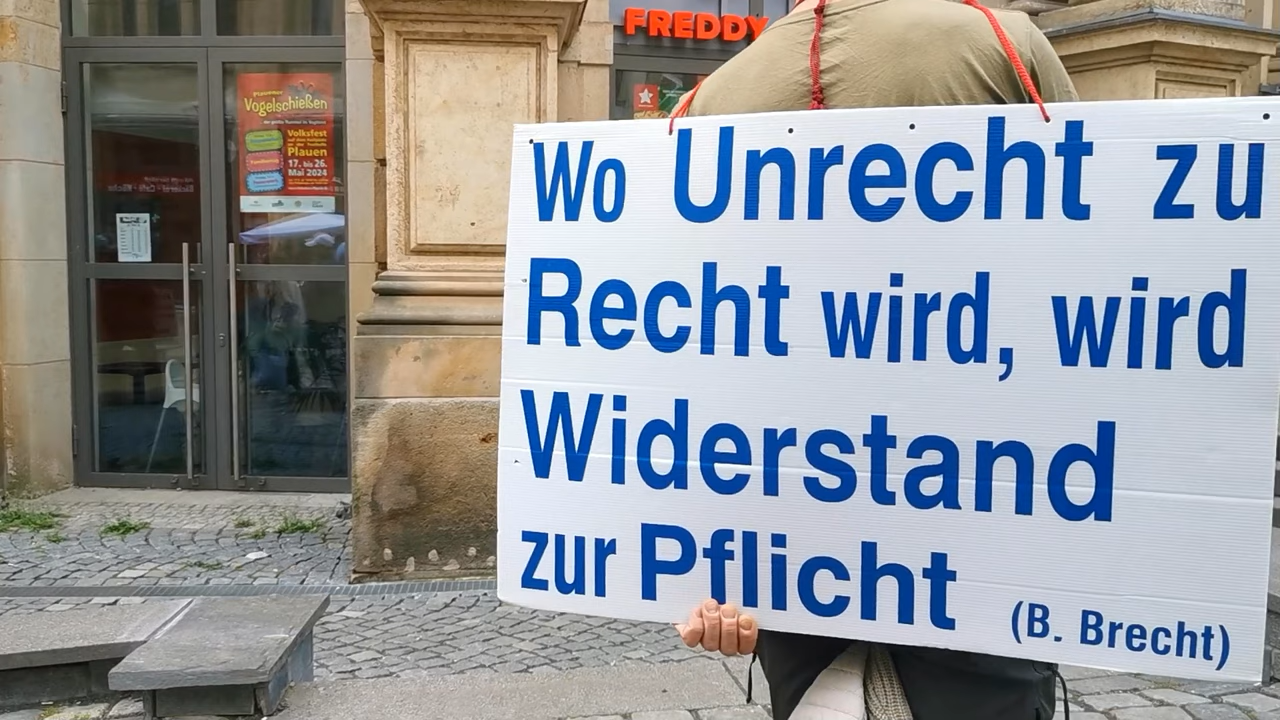 FREDDY
Plauener
Vogelschießen
Volksfest
Plauen
17. bis 26.
Mai 2024
Wo Unrecht zu
Recht wird, wird
Widerstand
zur Pflicht (B. Brecht)